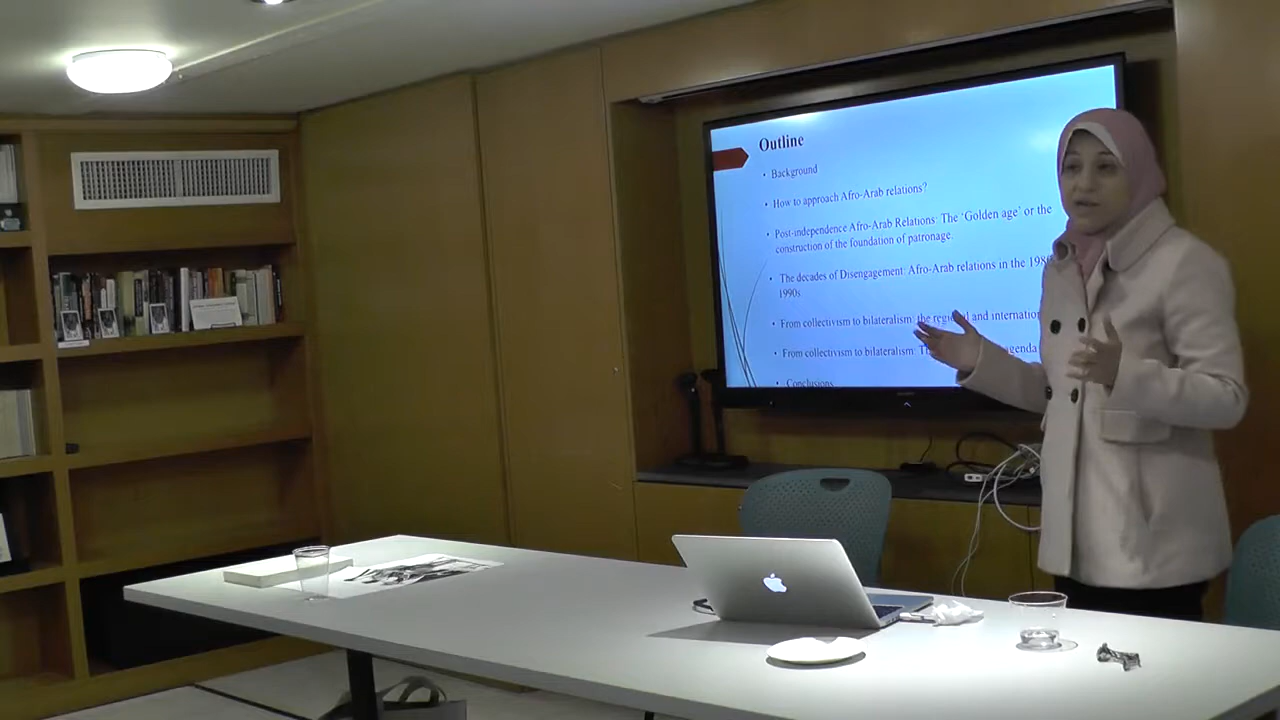 Outline
• Background
• How to approach Afro-Arab relations?
• Post-independence Afro-Arab Relations: The 'Golden age' or the
construction of the foundation of patronage.
• The decades of Disengagement: Afro-Arab relations in the
1990s
• From collectivism to bilateralism: the and
• From collectivism to bilateralism: agenda
• Conclusions